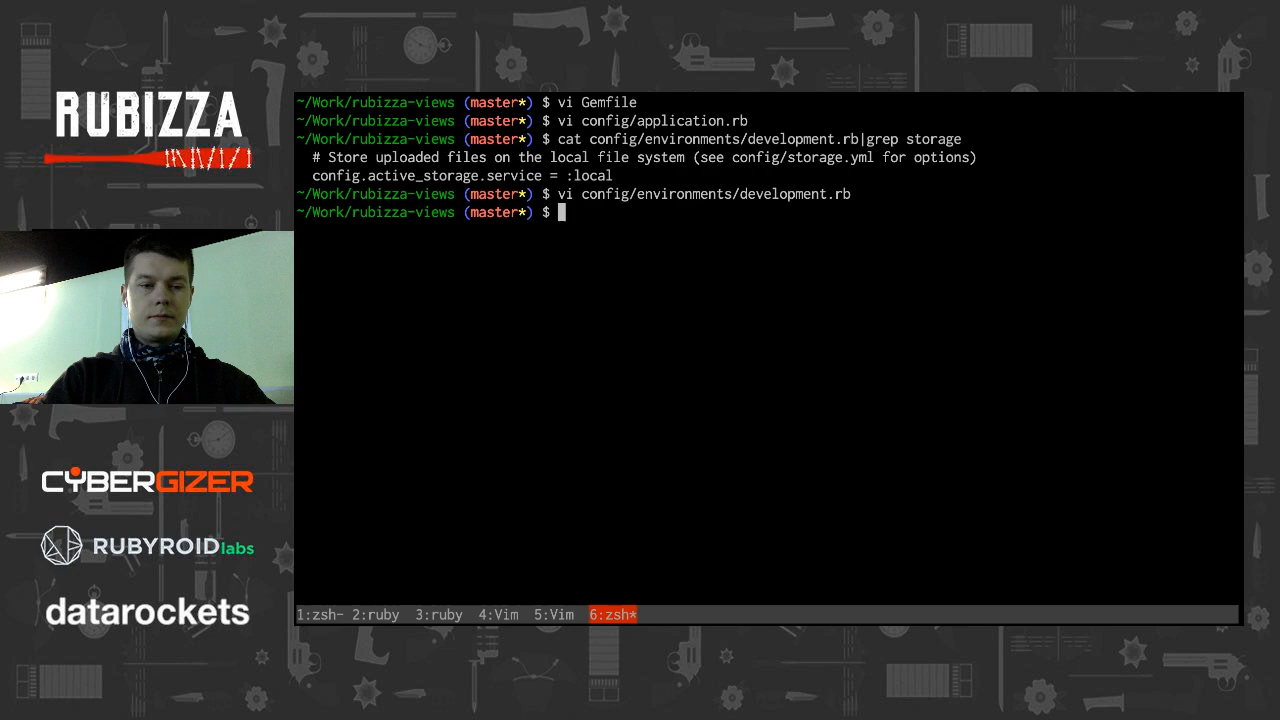 RUBIZZA
~/Work/rubizza-views (master*) $ vi Gemfile
~/Work/rubizza-views (master*) $ vi config/application.rb
~/Work/rubizza-views (master*) $ cat config/environments/development.rb|grep storage
# Store uploaded files on the local file system (see config/storage.yml for options)
config.active_storage.service = :local
~/Work/rubizza-views (master*) $ vi config/environments/development.rb
~/Work/rubizza-views (master*) $
CYBERGIZER
RUBYROID labs
datarockets
1:zsh- 2:ruby 3:ruby 4:Vim 5:Vim 6:zsh*